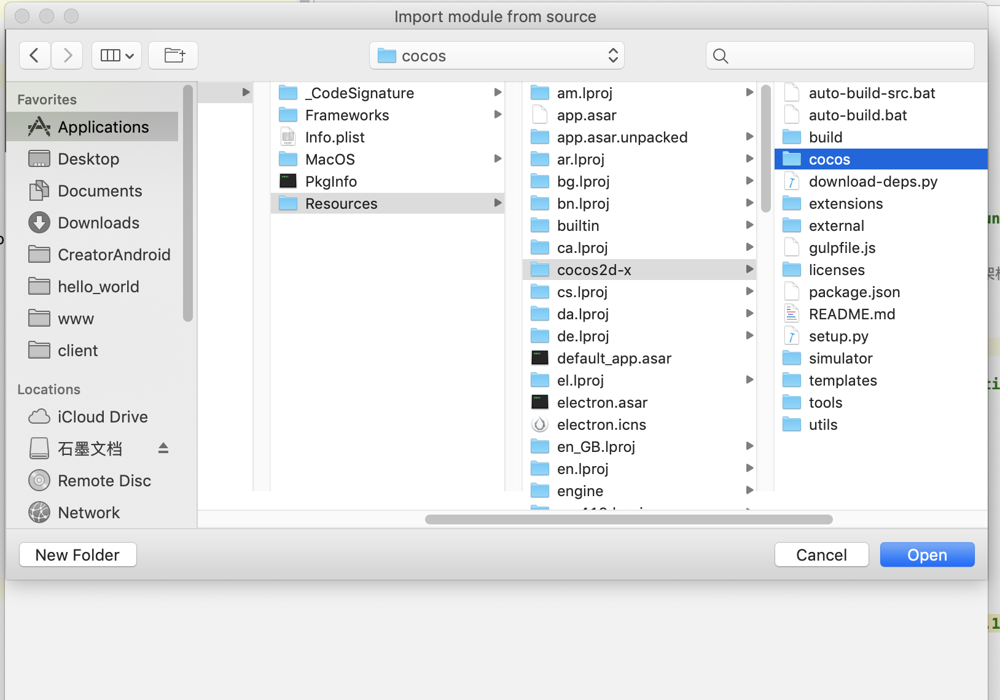 Import module from source
cocos
Favorites
Applications
Desktop
Documents
Downloads
CreatorAndroid
hello_world
www
client
Locations
iCloud Drive
石墨文档
Remote Disc
Network
_CodeSignature
Frameworks
Info.plist
MacOS
PkgInfo
Resources
am.lproj
app.asar
app.asar.unpacked
ar.lproj
bg.lproj
bn.lproj
builtin
ca.lproj
cocos2d-x
cs.lproj
da.lproj
de.lproj
default_app.asar
el.lproj
electron.asar
electron.icns
en_GB.lproj
en.lproj
engine
auto-build-src.bat
auto-build.bat
build
cocos
download-deps.py
extensions
external
gulpfile.js
licenses
package.json
README.md
setup.py
simulator
templates
tools
utils
New Folder
Cancel
Open